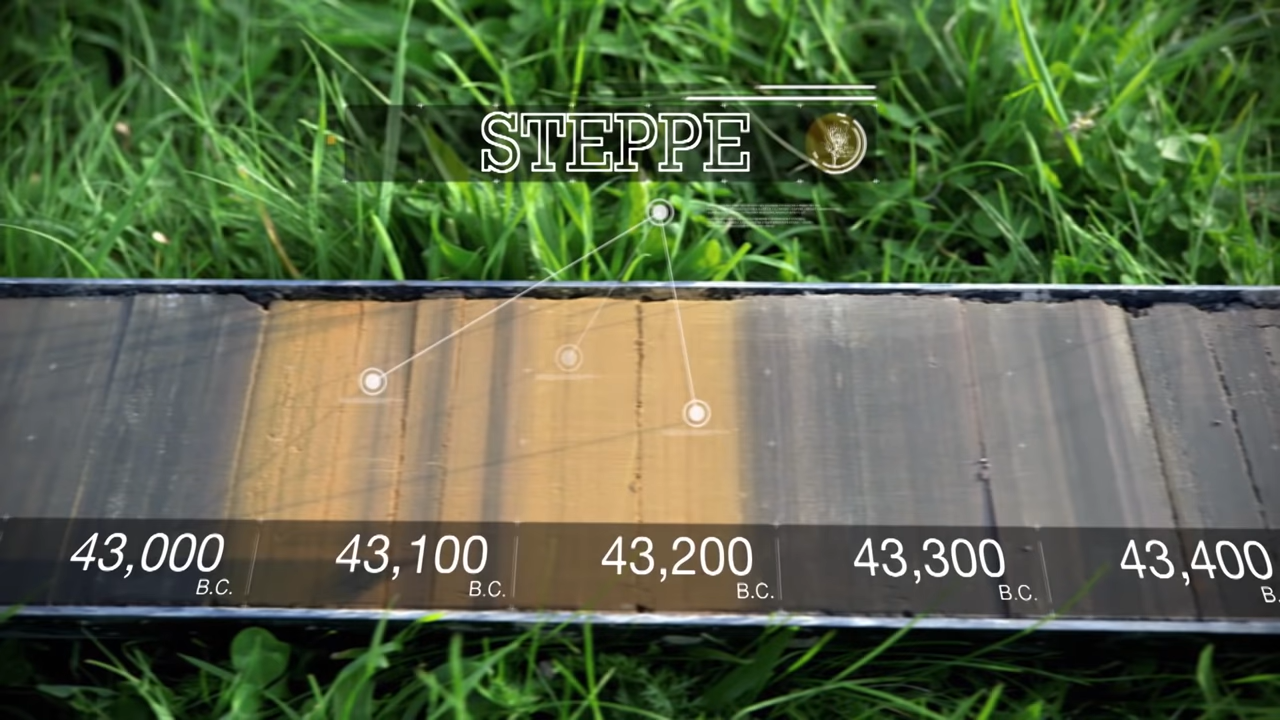 STEPPE
43,000
B.C.
43,100
B.C.
43,200
B.C.
43,300
B.C.
43,400
B.